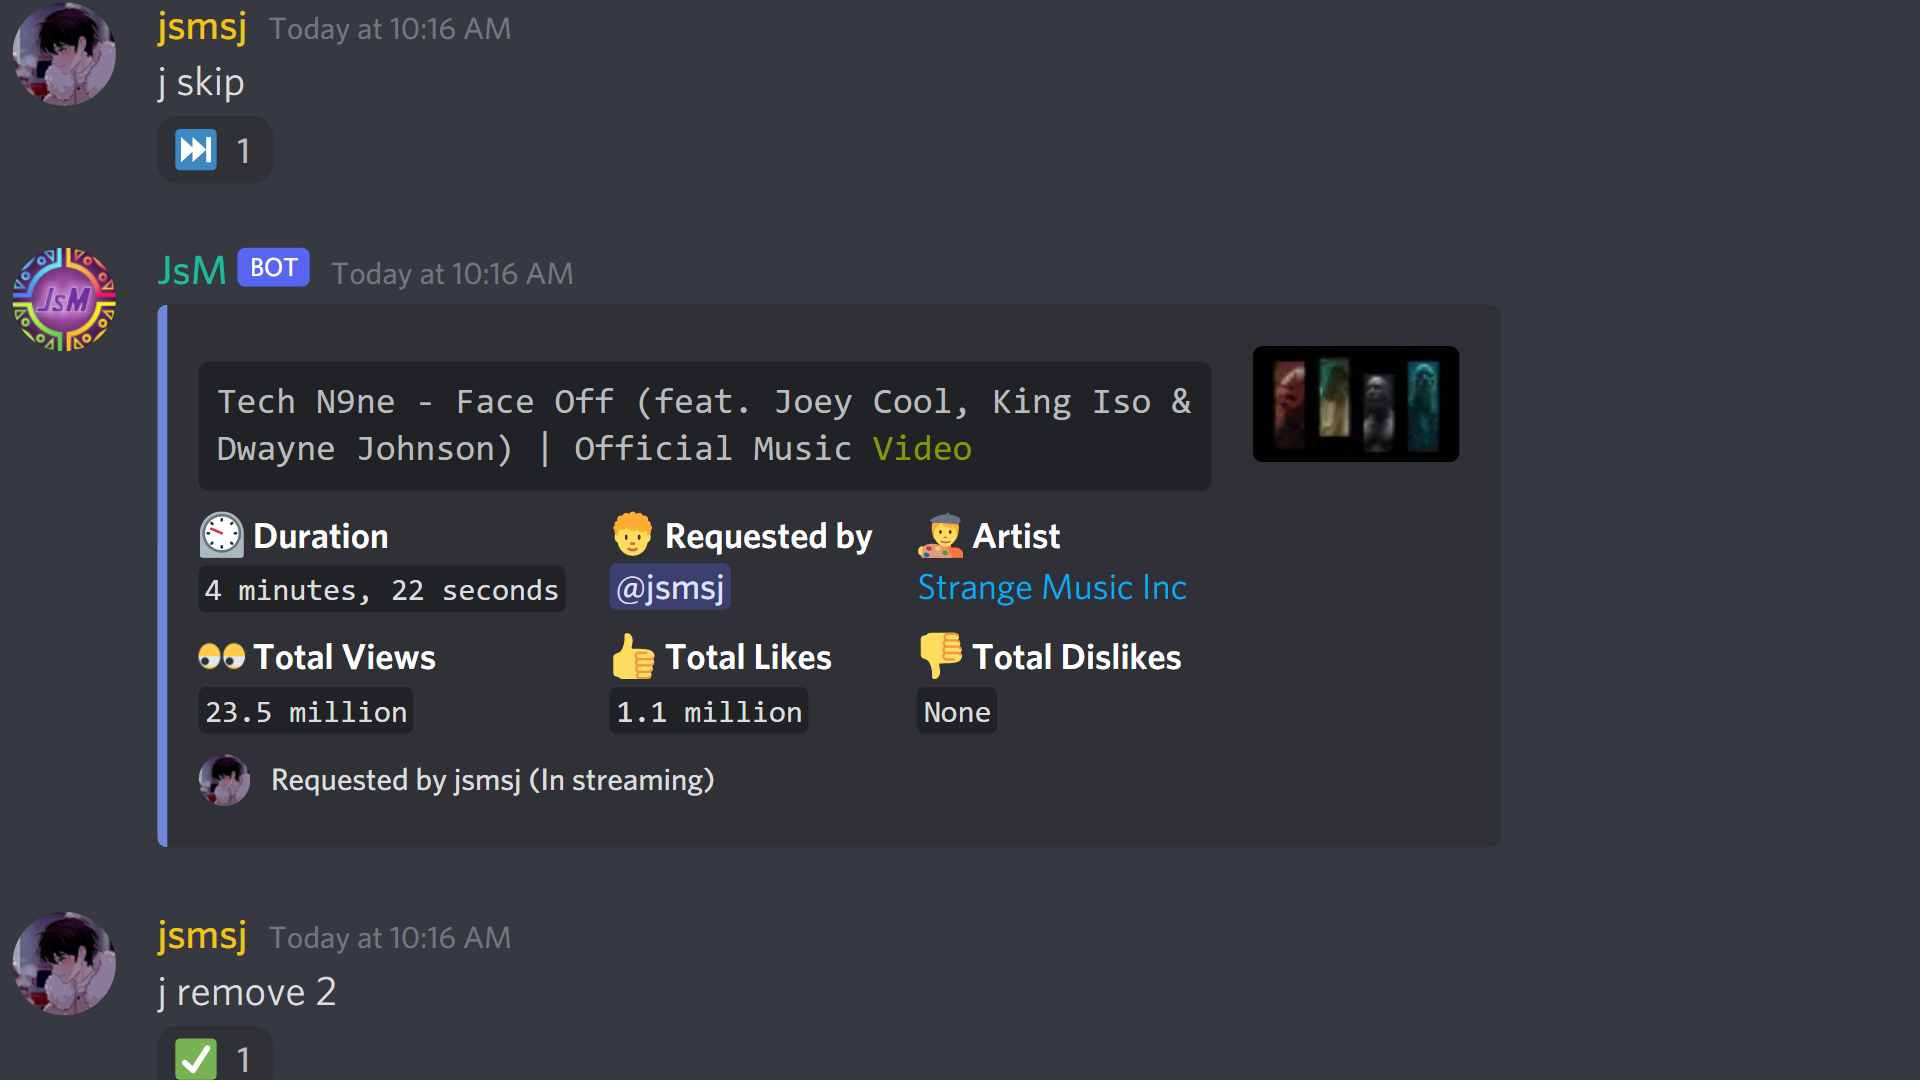 jsmsj Today at 10:16 AM
j skip
1
JsM BOT Today at 10:16 AM
JsM
Tech N9ne - Face Off (feat. Joey Cool, King Iso &
Dwayne Johnson) | Official Music Video
Duration Requested by Artist
4 minutes, 22 seconds @jsmsj Strange Music Inc
Total Views Total Likes Total Dislikes
23.5 million 1.1 million None
Requested by jsmsj (In streaming)
jsmsj Today at 10:16 AM
j remove 2
1